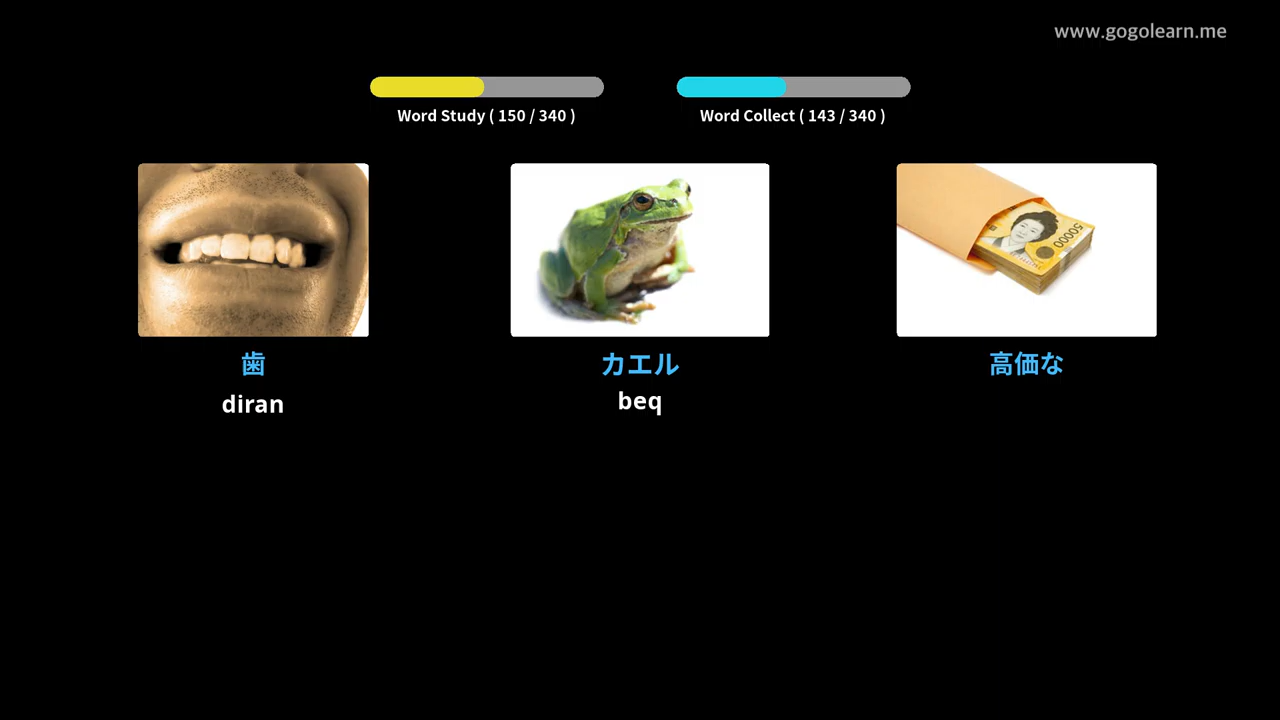 www.gogolearn.me
Word Study ( 150 / 340 )
Word Collect ( 143 / 340 )
歯
カエル
高価な
diran
beq
50000